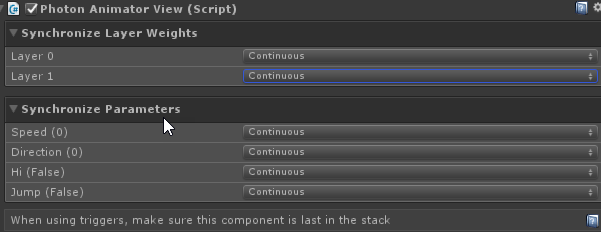 Photon Animator View (Script)
Synchronize Layer Weights
Layer 0 Continuous
Layer 1 Continuous
Synchronize Parameters
Speed (0) Continuous
Direction (0) Continuous
Hi (False) Continuous
Jump (False) Continuous
When using triggers, make sure this component is last in the stack